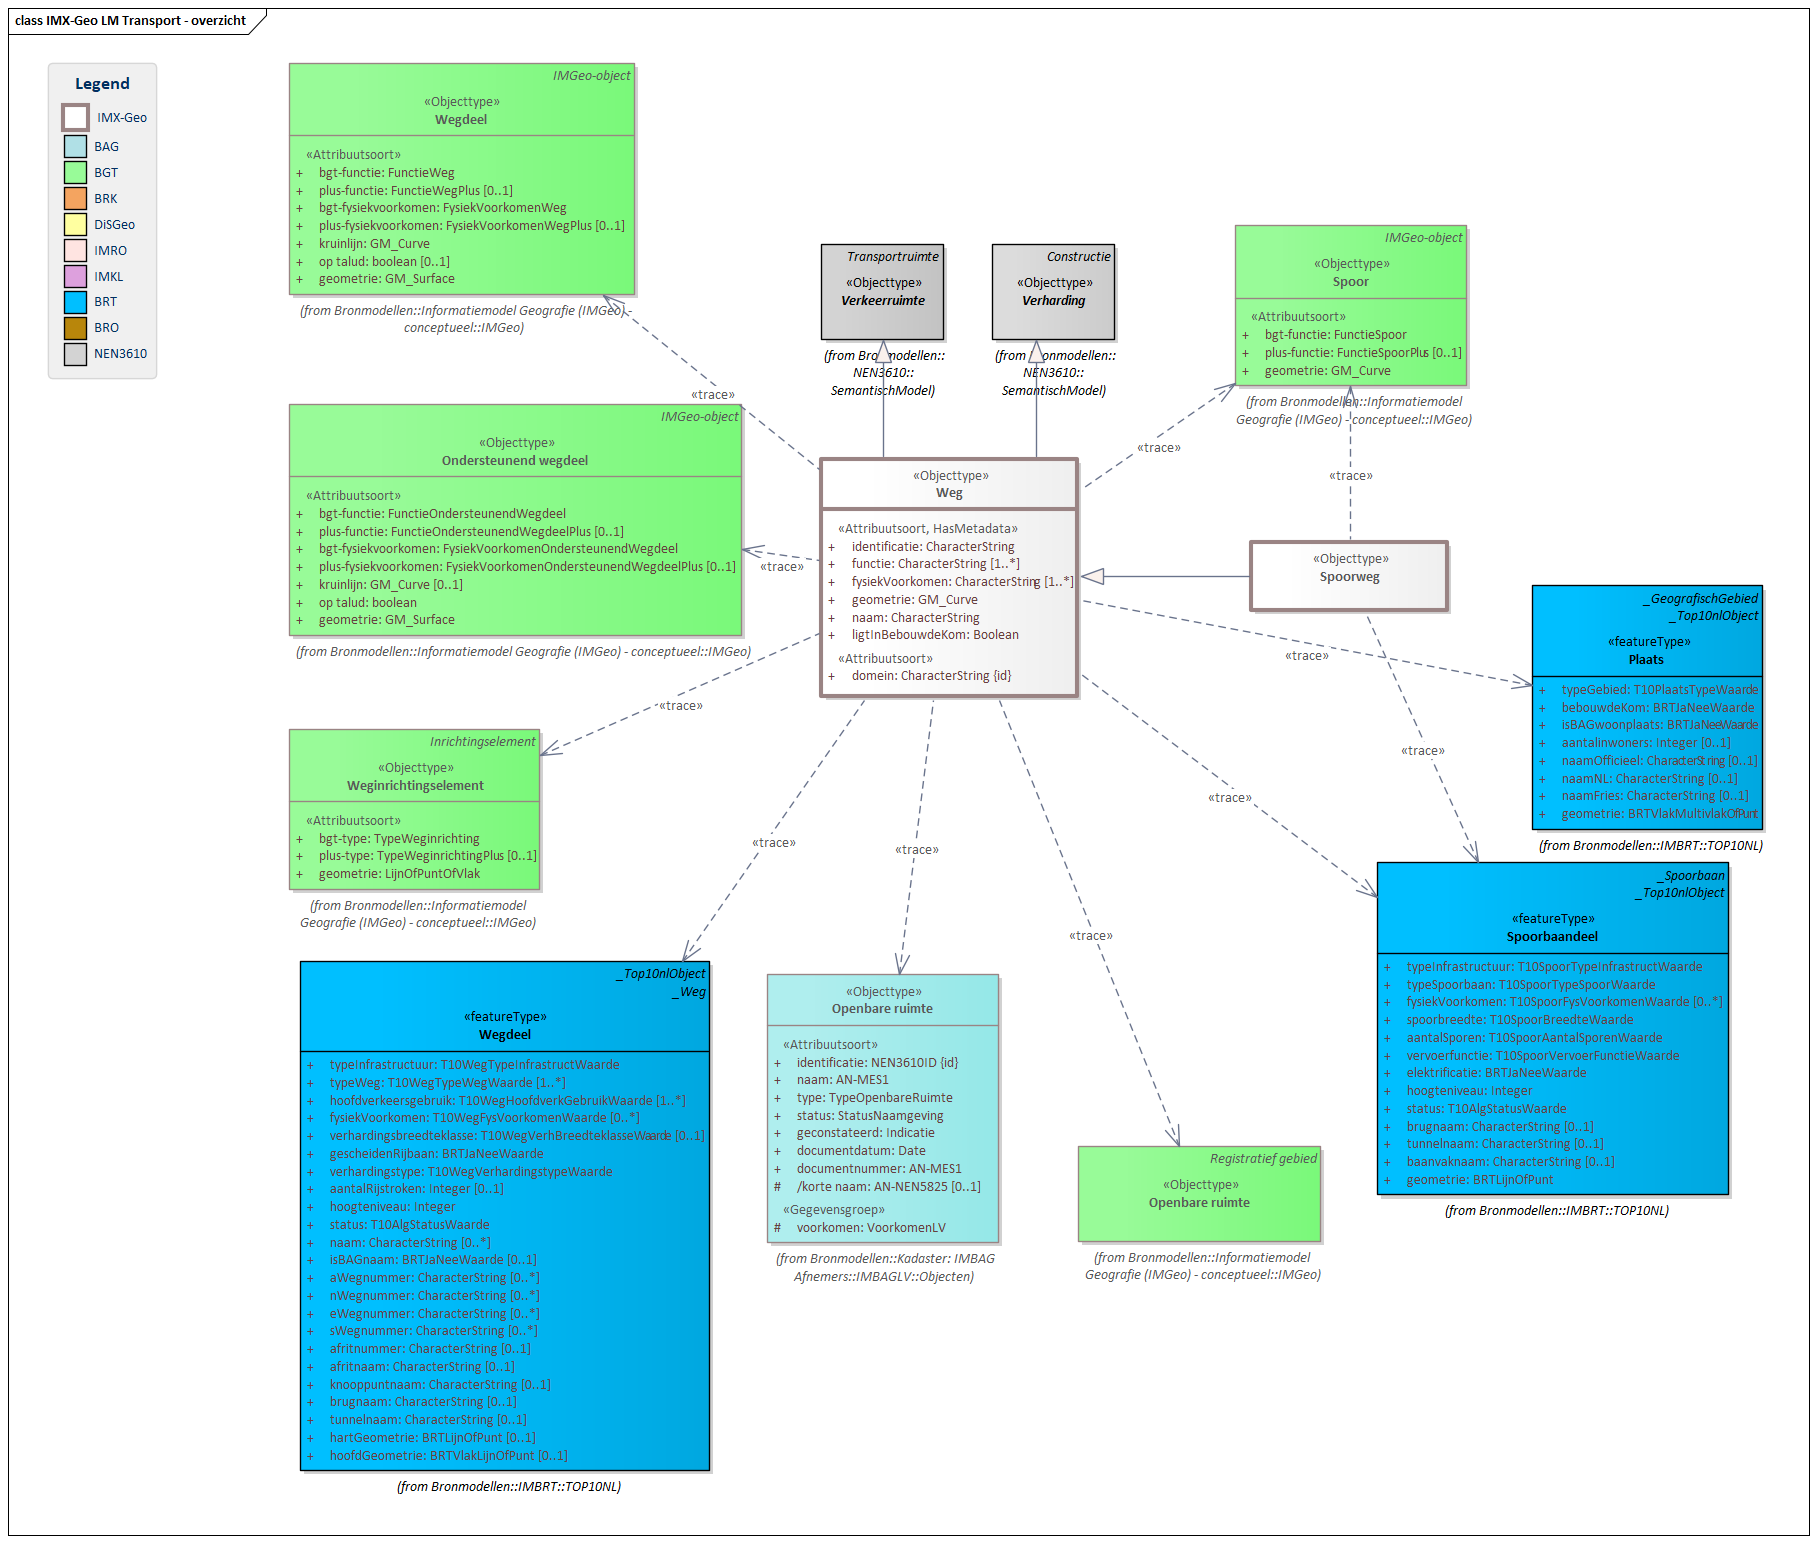 class IMX-Geo LM Transport - overzicht
Legend
IMX-Geo
BAG
BGT
BRK
DiSGeo
IMRO
IMKL
BRT
BRO
NEN3610
IMGeo-object
«Objecttype»
Wegdeel
«Attribuutsoort»
+ bgt-functie: FunctieWeg
+ plus-functie: FunctieWegPlus [0..1]
+ bgt-fysiekvoorkomen: FysiekVoorkomenWeg
+ plus-fysiekvoorkomen: FysiekVoorkomenWegPlus [0..1]
+ kruinlijn: GM_Curve
+ op talud: boolean [0..1]
+ geometrie: GM_Surface
(from Bronmodellen::Informatiemodel Geografie (IMGeo) -
conceptueel::IMGeo)
Transportruimte
«Objecttype»
Verkeerruimte
(from Bronmodellen::
NEN3610::
SemantischModel)
Constructie
«Objecttype»
Verharding
(from Bronmodellen::
NEN3610::
SemantischModel)
IMGeo-object
«Objecttype»
Spoor
«Attribuutsoort»
+ bgt-functie: FunctieSpoor
+ plus-functie: FunctieSpoorPlus [0..1]
+ geometrie: GM_Curve
(from Bronmodellen::Informatiemodel
Geografie (IMGeo) - conceptueel::IMGeo)
«trace»
«trace»
«trace»
IMGeo-object
«Objecttype»
Ondersteunend wegdeel
«Attribuutsoort»
+ bgt-functie: FunctieOndersteunendWegdeel
+ plus-functie: FunctieOndersteunendWegdeelPlus [0..1]
+ bgt-fysiekvoorkomen: FysiekVoorkomenOndersteunendWegdeel
+ plus-fysiekvoorkomen: FysiekVoorkomenOndersteunendWegdeelPlus [0..1]
+ kruinlijn: GM_Curve [0..1]
+ op talud: boolean
+ geometrie: GM_Surface
(from Bronmodellen::Informatiemodel Geografie (IMGeo) - conceptueel::IMGeo)
«trace»
«Objecttype»
Weg
«Attribuutsoort, HasMetadata»
+ identificatie: CharacterString
+ functie: CharacterString [1..*]
+ fysiekVoorkomen: CharacterString [1..*]
+ geometrie: GM_Curve
+ naam: CharacterString
+ ligtInBebouwdeKom: Boolean
«Attribuutsoort»
+ domein: CharacterString {id}
«Objecttype»
Spoorweg
«trace»
_GeografischGebied
_Top10nlObject
«featureType»
Plaats
+ typeGebied: T10PlaatsTypeWaarde
+ bebouwdeKom: BRTJaNeeWaarde
+ isBAGwoonplaats: BRTJaNeeWaarde
+ aantalinwoners: Integer [0..1]
+ naamOfficieel: CharacterString [0..1]
+ naamNL: CharacterString [0..1]
+ naamFries: CharacterString [0..1]
+ geometrie: BRTVlakMultivlakOfPunt
(from Bronmodellen::IMBRT::TOP10NL)
«trace»
«trace»
«trace»
Inrichtingselement
«Objecttype»
Weginrichtingselement
«Attribuutsoort»
+ bgt-type: TypeWeginrichting
+ plus-type: TypeWeginrichtingPlus [0..1]
+ geometrie: LijnOfPuntOfVlak
(from Bronmodellen::Informatiemodel
Geografie (IMGeo) - conceptueel::IMGeo)
«trace»
«trace»
«trace»
_Spoorbaan
_Top10nlObject
«featureType»
Spoorbaandeel
+ typeInfrastructuur: T10SpoorTypeInfrastructWaarde
+ typeSpoorbaan: T10SpoorTypeSpoorWaarde
+ fysiekVoorkomen: T10SpoorFysVoorkomenWaarde [0..*]
+ spoorbreedte: T10SpoorBreedteWaarde
+ aantalSporen: T10SpoorAantalSporenWaarde
+ vervoerfunctie: T10SpoorVervoerFunctieWaarde
+ elektrificatie: BRTJaNeeWaarde
+ hoogteniveau: Integer
+ status: T10AlgStatusWaarde
+ brugnaam: CharacterString [0..1]
+ tunnelnaam: CharacterString [0..1]
+ baanvaknaam: CharacterString [0..1]
+ geometrie: BRTLijnOfPunt
(from Bronmodellen::IMBRT::TOP10NL)
_Top10nlObject
_Weg
«featureType»
Wegdeel
+ typeInfrastructuur: T10WegTypeInfrastructWaarde
+ typeWeg: T10WegTypeWegWaarde [1..*]
+ hoofdverkeersgebruik: T10WegHoofdverkGebruikWaarde [1..*]
+ fysiekVoorkomen: T10WegFysVoorkomenWaarde [0..*]
+ verhardingsbreedteklasse: T10WegVerhBreedteklasseWaarde [0..1]
+ gescheidenRijbaan: BRTJaNeeWaarde
+ verhardingstype: T10WegVerhardingstypeWaarde
+ aantalRijstroken: Integer [0..1]
+ hoogteniveau: Integer
+ status: T10AlgStatusWaarde
+ naam: CharacterString [0..*]
+ isBAGnaam: BRTJaNeeWaarde [0..1]
+ aWegnummer: CharacterString [0..*]
+ nWegnummer: CharacterString [0..*]
+ eWegnummer: CharacterString [0..*]
+ sWegnummer: CharacterString [0..*]
+ afritnummer: CharacterString [0..1]
+ afritnaam: CharacterString [0..1]
+ knooppuntnaam: CharacterString [0..1]
+ brugnaam: CharacterString [0..1]
+ tunnelnaam: CharacterString [0..1]
+ hartGeometrie: BRTLijnOfPunt [0..1]
+ hoofdGeometrie: BRTVlakLijnOfPunt [0..1]
(from Bronmodellen::IMBRT::TOP10NL)
«Objecttype»
Openbare ruimte
«Attribuutsoort»
+ identificatie: NEN3610ID {id}
+ naam: AN-MES1
+ type: TypeOpenbareRuimte
+ status: StatusNaamgeving
+ geconstateerd: Indicatie
+ documentdatum: Date
+ documentnummer: AN-MES1
# /korte naam: AN-NEN5825 [0..1]
«Gegevensgroep»
# voorkomen: VoorkomenLV
(from Bronmodellen::Kadaster: IMBAG
Afnemers::IMBAGLV::Objecten)
Registratief gebied
«Objecttype»
Openbare ruimte
(from Bronmodellen::Informatiemodel
Geografie (IMGeo) - conceptueel::IMGeo)